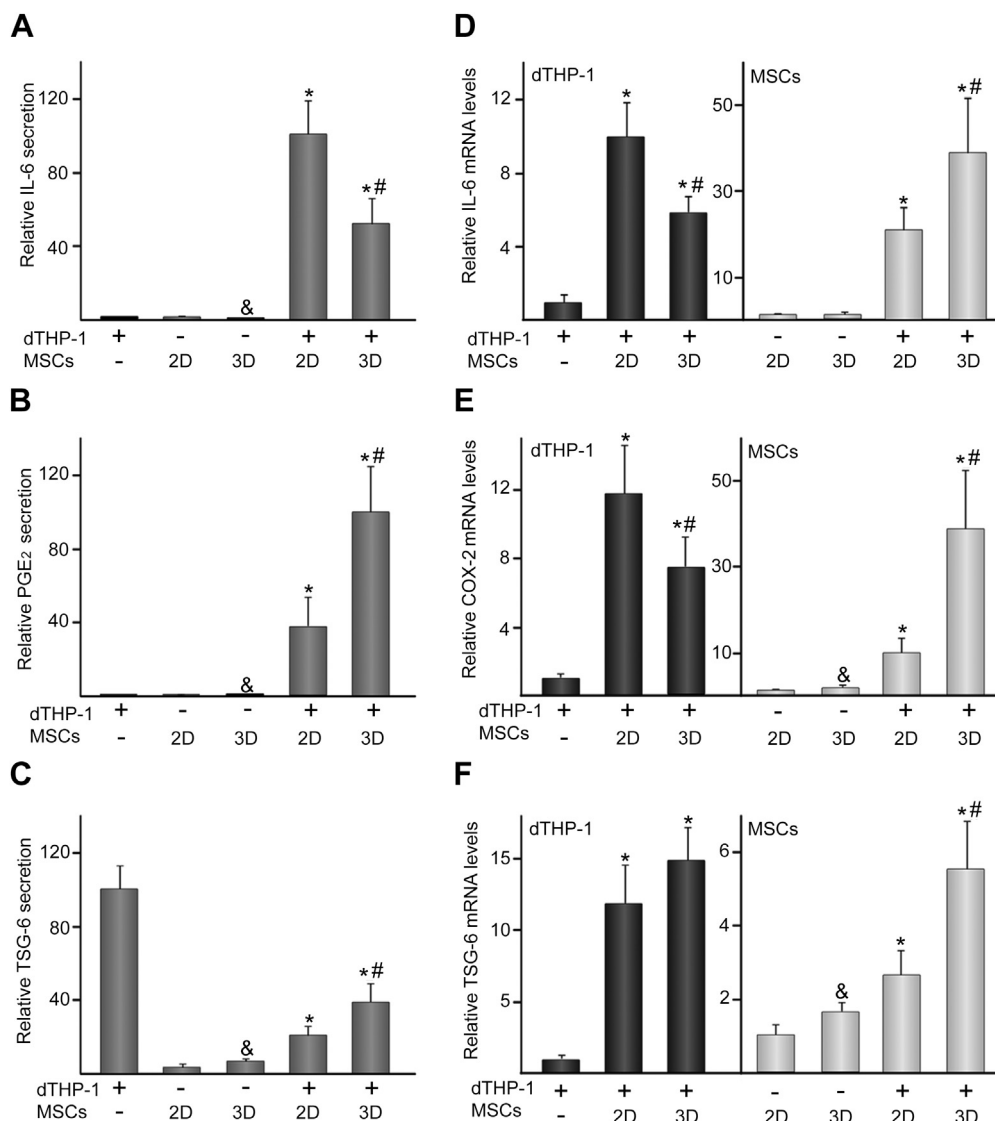 A
Relative IL-6 secretion
120
80
40
*
*#
&
dTHP-1 + - - + +
MSCs - 2D 3D 2D 3D
B
Relative PGE2 secretion
120
80
40
*
*#
&
dTHP-1 + - - + +
MSCs - 2D 3D 2D 3D
C
Relative TSG-6 secretion
120
80
40
&
*
*#
dTHP-1 + - - + +
MSCs - 2D 3D 2D 3D
D
Relative IL-6 mRNA levels
dTHP-1
12
8
4
*
*#
MSCs
50
30
10
*
*#
dTHP-1 + + + - - + +
MSCs - 2D 3D 2D 3D 2D 3D
E
Relative COX-2 mRNA levels
dTHP-1
12
8
4
*
*#
MSCs
50
30
10
&
*
*#
dTHP-1 + + + - - + +
MSCs - 2D 3D 2D 3D 2D 3D
F
Relative TSG-6 mRNA levels
dTHP-1
15
10
5
*
*
MSCs
6
4
2
&
*
*#
dTHP-1 + + + - - + +
MSCs - 2D 3D 2D 3D 2D 3D